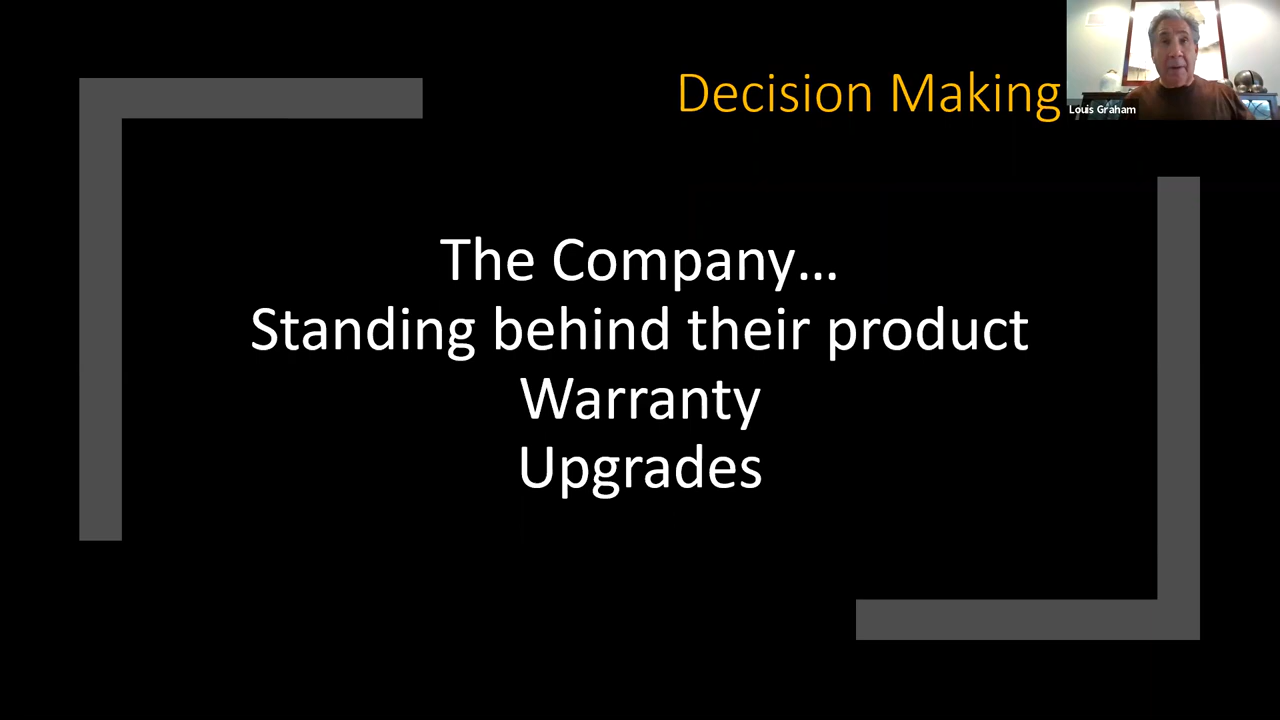 Decision Making
Louis Graham
The Company...
Standing behind their product
Warranty
Upgrades